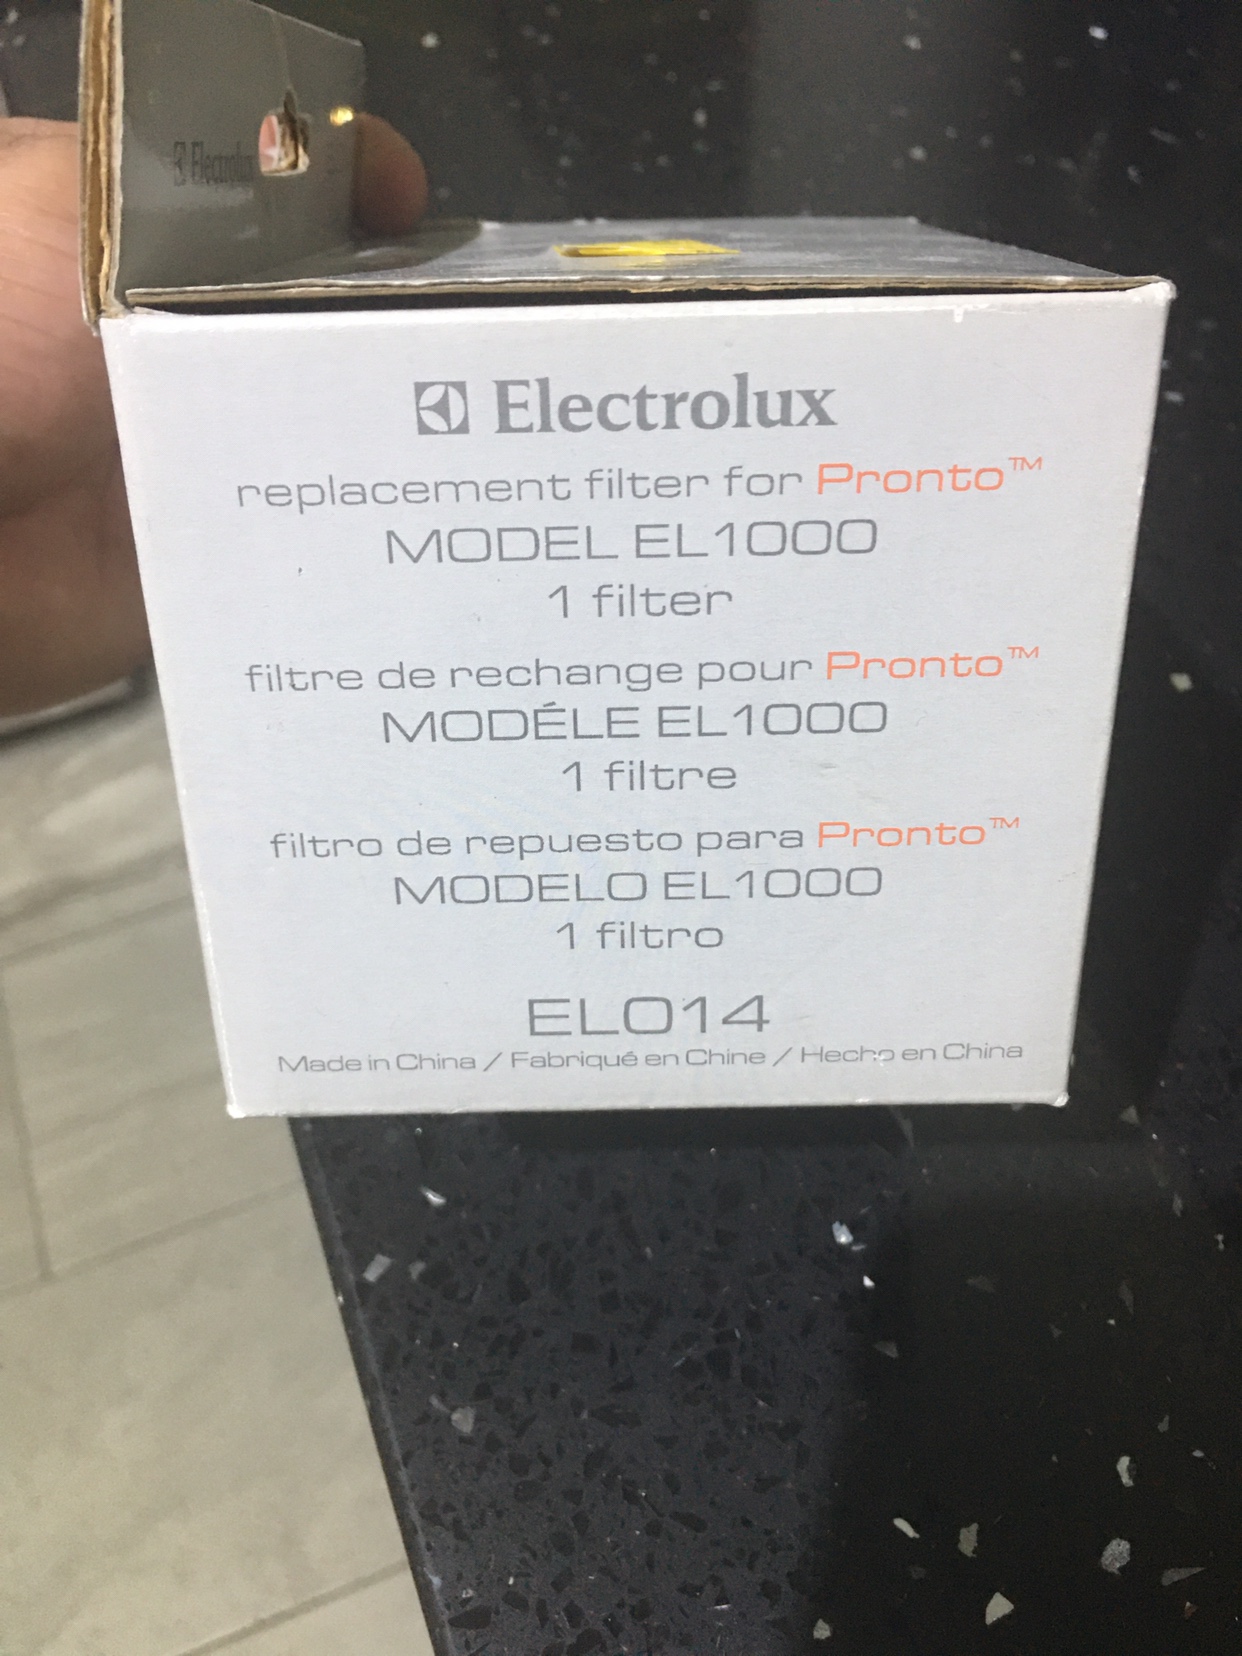 Electrolux
Electrolux
replacement filter for Pronto™
MODEL EL1000
1 filter
filtre de rechange pour Pronto™
MODÉLE EL1000
1 filtre
filtro de repuesto para Pronto™
MODELO EL1000
1 filtro
EL014
Made in China / Fabriqué en Chine / Hecho en China